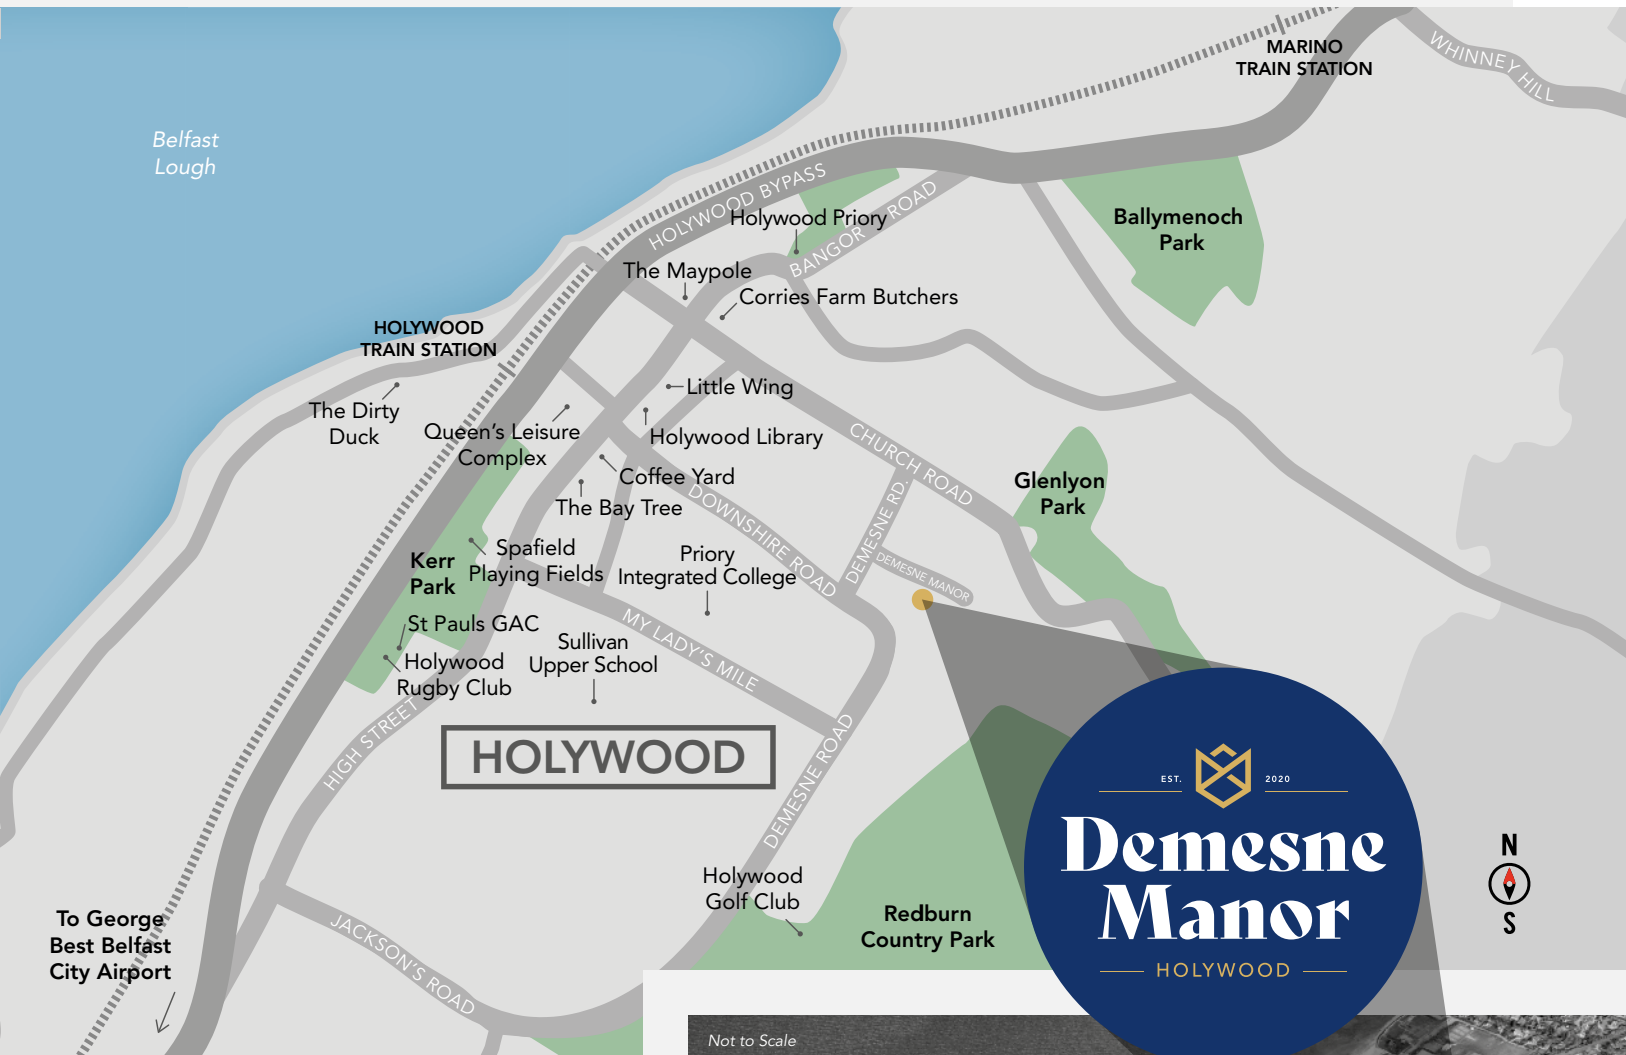 MARINO
TRAIN STATION
WHINNEY HILL
Belfast
Lough
HOLYWOOD BYPASS
Holywood Priory
BANGOR ROAD
Ballymenoch
Park
The Maypole
Corries Farm Butchers
HOLYWOOD
TRAIN STATION
The Dirty
Duck
Little Wing
Queen's Leisure
Complex
Holywood Library
CHURCH ROAD
Coffee Yard
The Bay Tree
DOWNSHIRE ROAD
DEMESNE RD.
Glenlyon
Park
Kerr
Park
Spafield
Playing Fields
Priory
Integrated College
DEMESNE MANOR
St Pauls GAC
Holywood
Rugby Club
Sullivan
Upper School
MY LADY'S MILE
HIGH STREET
HOLYWOOD
DEMESNE ROAD
EST. 2020
Demesne
Manor
HOLYWOOD
N
S
Holywood
Golf Club
Redburn
Country Park
To George
Best Belfast
City Airport
JACKSON'S ROAD
Not to Scale